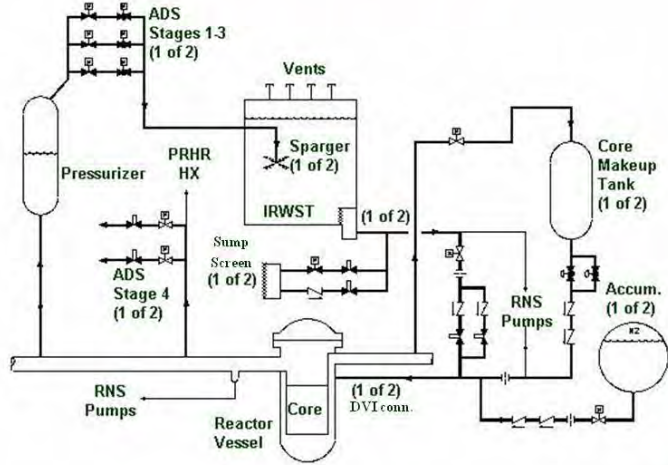 ADS
Stages 1-3
(1 of 2)
Vents
Sparger
(1 of 2)
Pressurizer
PRHR
HX
Core
Makeup
Tank
(1 of 2)
IRWST
(1 of 2)
Sump
Screen
(1 of 2)
ADS
Stage 4
(1 of 2)
RNS
Pumps
Accum.
(1 of 2)
N2
RNS
Pumps
Core
Reactor
Vessel
(1 of 2)
DVI conn.